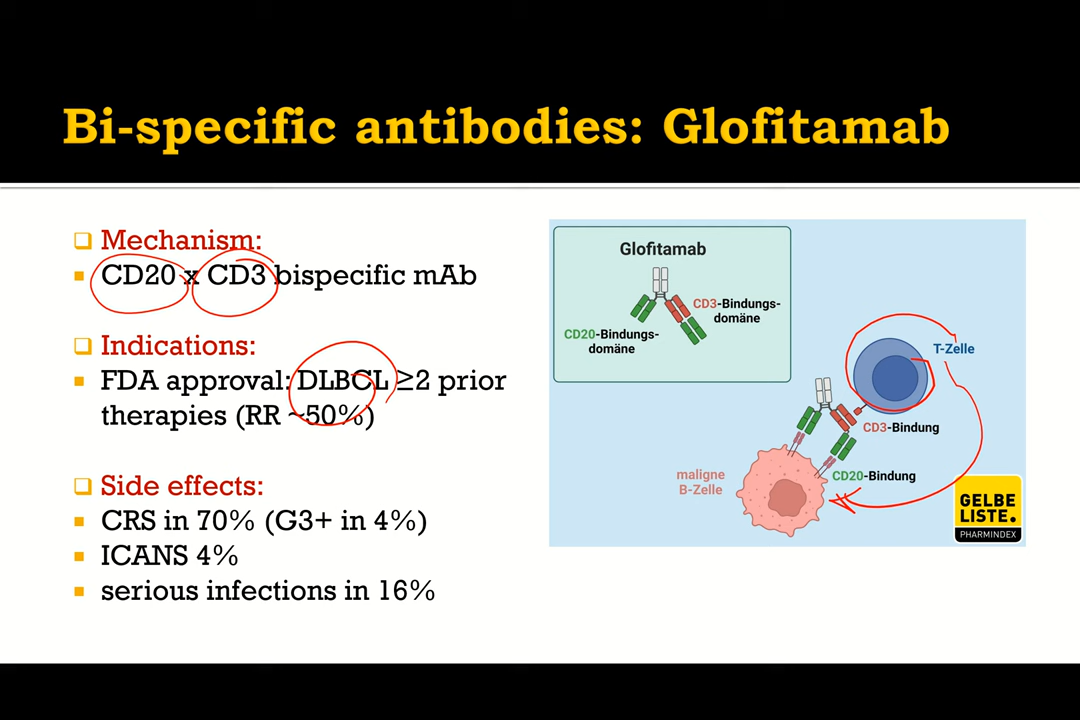 Bi-specific antibodies: Glofitamab
Mechanism:
CD20 x CD3 bispecific mAb
Indications:
FDA approval: DLBCL ≥2 prior
therapies (RR ~50%)
Side effects:
CRS in 70% (G3+ in 4%)
ICANS 4%
serious infections in 16%
Glofitamab
CD3-Bindungs-
domäne
CD20-Bindungs-
domäne
T-Zelle
CD3-Bindung
maligne
B-Zelle
CD20-Bindung
GELBE
LISTE.
PHARMINDEX